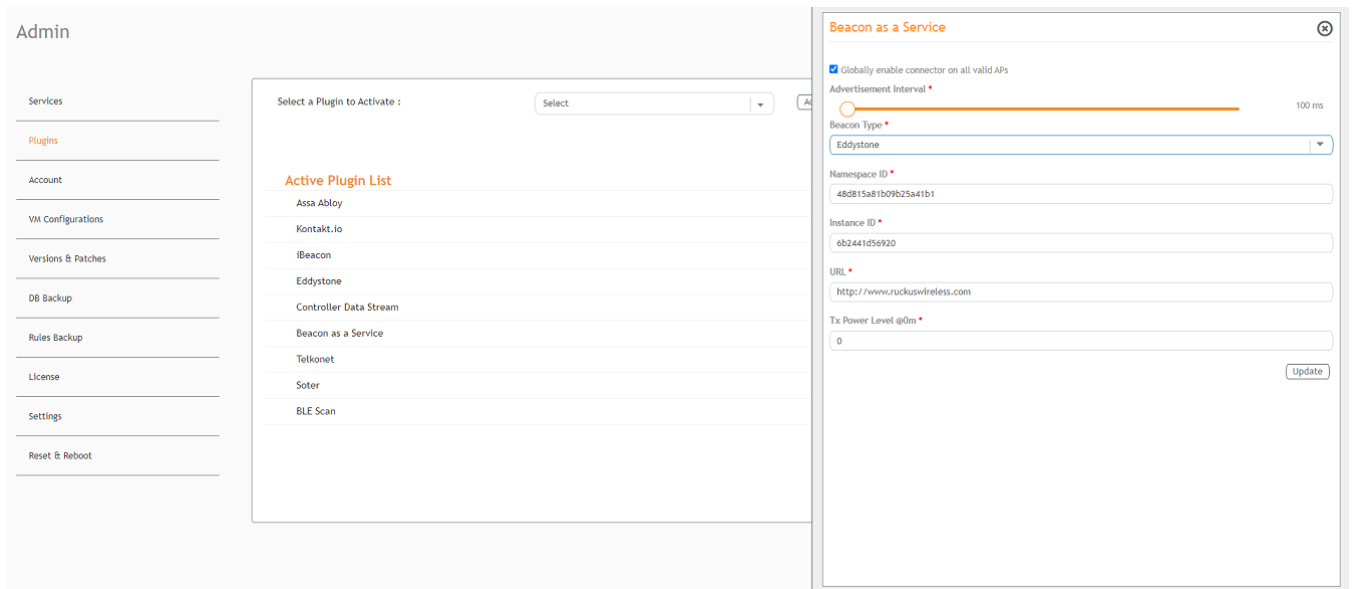 Admin
Services
Plugins
Account
VM Configurations
Versions & Patches
DB Backup
Rules Backup
License
Settings
Reset & Reboot
Select a Plugin to Activate :
Select
Active Plugin List
Assa Abloy
Kontakt.io
iBeacon
Eddystone
Controller Data Stream
Beacon as a Service
Telkonet
Soter
BLE Scan
Beacon as a Service
Globally enable connector on all valid APs
Advertisement Interval *
100 ms
Beacon Type *
Eddystone
Namespace ID *
48d815a81b09b25a41b1
Instance ID *
6b2441d56920
URL *
http://www.ruckuswireless.com
Tx Power Level @0m *
0
Update